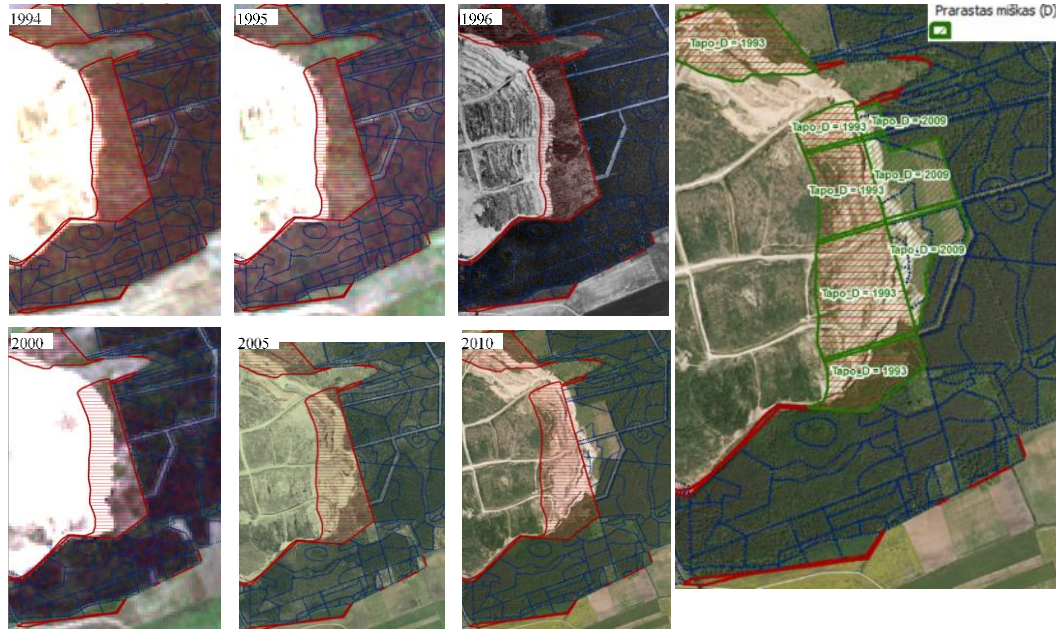 1994
1995
1996
Prarastas miškas (D)
Tapo_D = 1993
Tapo_D = 1993
Tapo_D = 2009
Tapo_D = 2009
Tapo_D = 1993
Tapo_D = 2009
Tapo_D = 1993
Tapo_D = 1993
2000
2005
2010